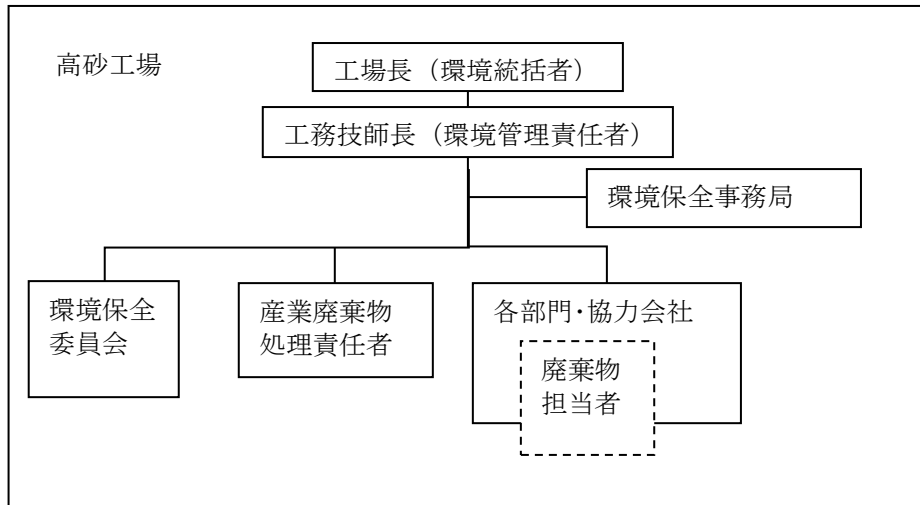 高砂工場
工場長（環境統括者）
工務技師長（環境管理責任者）
環境保全事務局
環境保全
委員会
産業廃棄物
処理責任者
各部門･協力会社
廃棄物
担当者